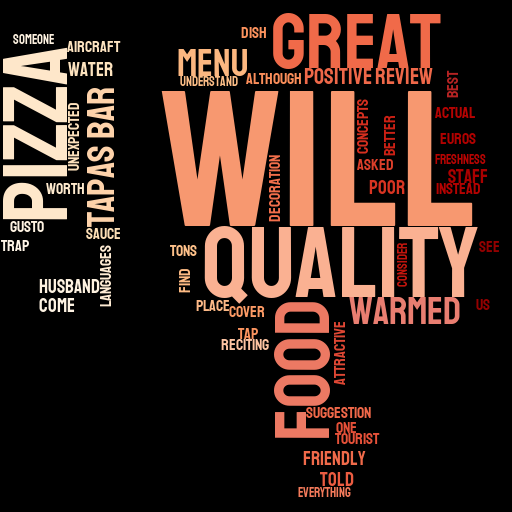 SOMEONE
AIRCRAFT
WATER
PIZZA
UNEXPECTED
TAPAS BAR
WORTH
GUSTO
TRAP
SAUCE
LANGUAGES
HUSBAND
COME
DISH
GREAT
MENU
UNDERSTAND
ALTHOUGH
POSITIVE REVIEW
BEST
WILL
CONCEPTS
BETTER
ACTUAL
EUROS
ASKED
FRESHNESS
STAFF
POOR
INSTEAD
DECORATION
QUALITY
TONS
FIND
CONSIDER
SEE
PLACE
COVER
WARMED
US
TAP
RECITING
FOOD
ATTRACTIVE
SUGGESTION
ONE
TOURIST
FRIENDLY
TOLD
EVERYTHING